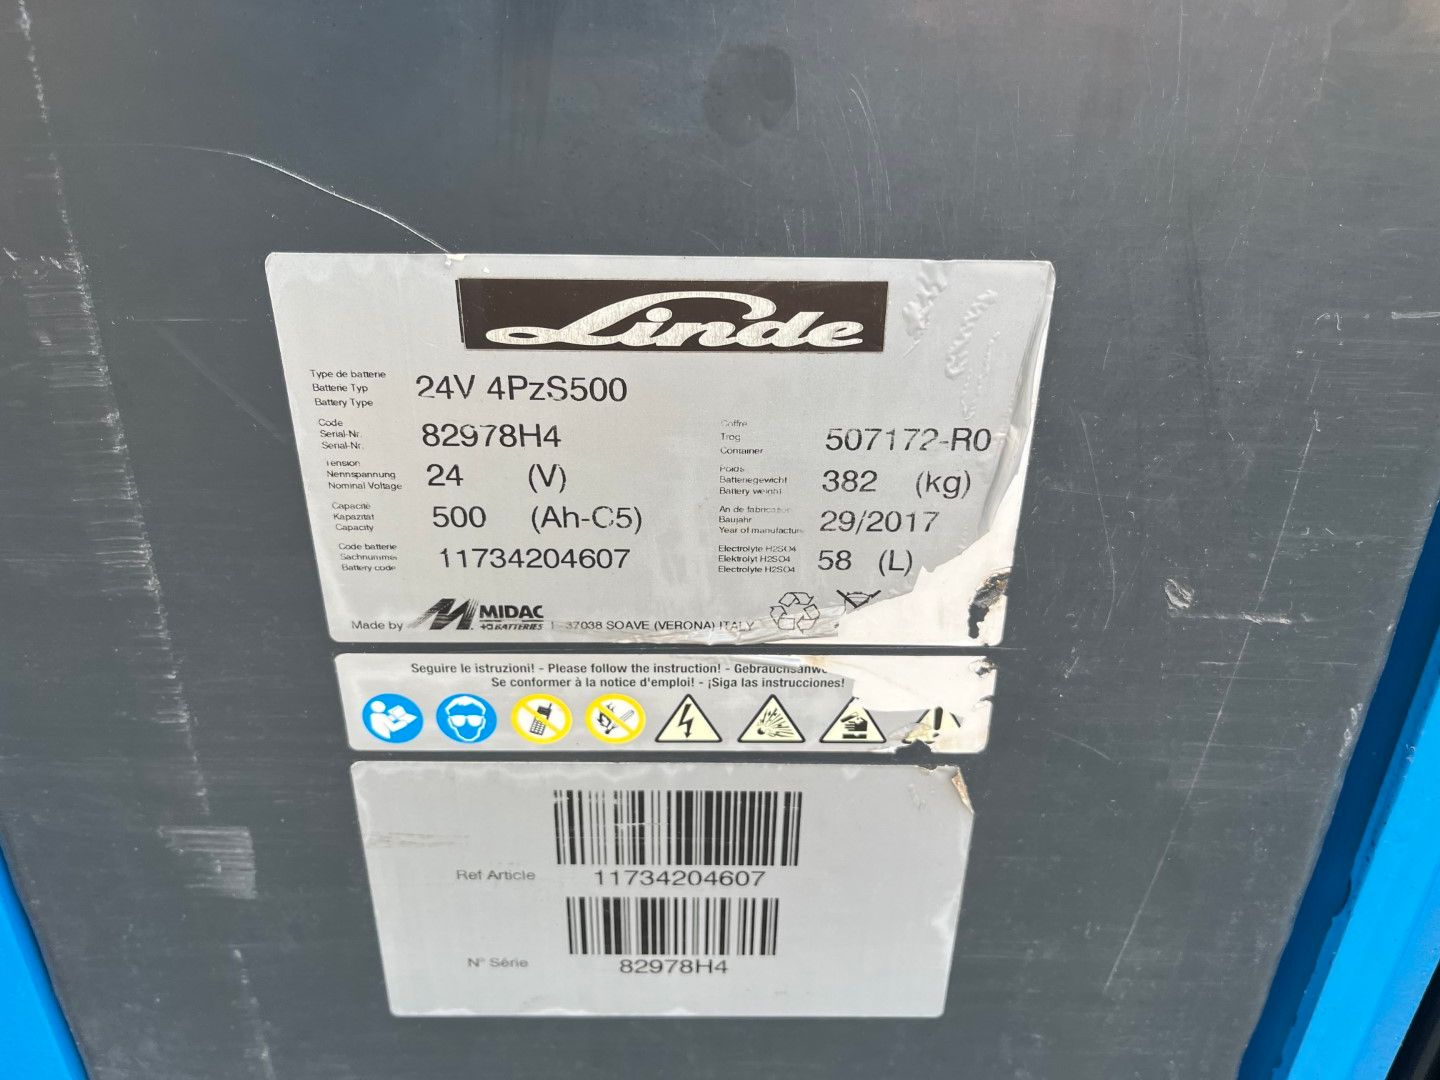 Linde
Type de batterie
Batterie Typ
Battery Type
24V 4PzS500
Code
Serial-Nr.
Serial-Nr.
82978H4
Coffre
Trog
Container
507172-R0
Tension
Nennspannung
Nominal Voltage
24 (V)
Poids
Batteriegewicht
Battery weight
382 (kg)
Capacité
Kapazität
Capacity
500 (Ah-C5)
An de fabrication
Baujahr
Year of manufacture
29/2017
Code batterie
Sachnummer
Battery code
11734204607
Electrolyte H2SO4
Elektrolyt H2SO4
Electrolyte H2SO4
58 (L)
Made by MIDAC BATTERIES I - 37038 SOAVE (VERONA) ITALY
Seguire le istruzioni! - Please follow the instruction! - Gebrauchsanw
Se conformer à la notice d'emploi! - ¡Siga las instrucciones!
Ref Article 11734204607
N° Série 82978H4